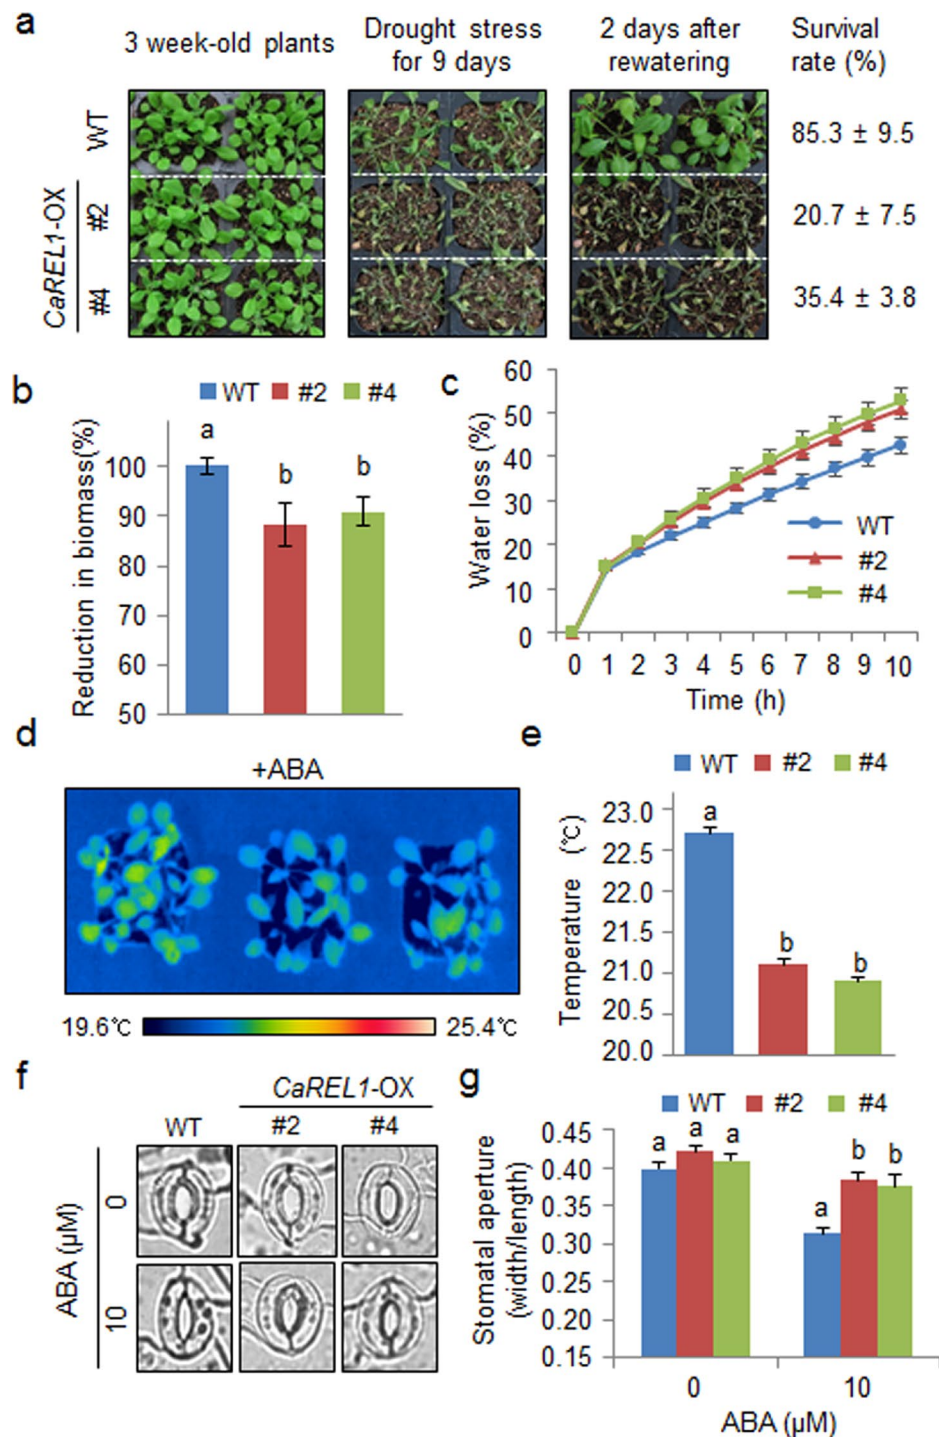 a
3 week-old plants
Drought stress
for 9 days
2 days after
rewatering
Survival
rate (%)
WT
85.3 ± 9.5
CaREL1-OX
#2
20.7 ± 7.5
#4
35.4 ± 3.8
b
WT #2 #4
Reduction in biomass(%)
100
90
80
70
60
50
a
b
b
c
Water loss (%)
60
50
40
30
20
10
0
WT
#2
#4
0 1 2 3 4 5 6 7 8 9 10
Time (h)
d
+ABA
19.6℃
25.4℃
e
WT #2 #4
Temperature (℃)
23.0
22.5
22.0
21.5
21.0
20.5
20.0
a
b
b
f
CaREL1-OX
WT #2 #4
ABA (µM)
0
10
g
WT #2 #4
Stomatal aperture
(width/length)
0.45
0.40
0.35
0.30
0.25
0.20
0.15
a a a
a b b
0 10
ABA (µM)